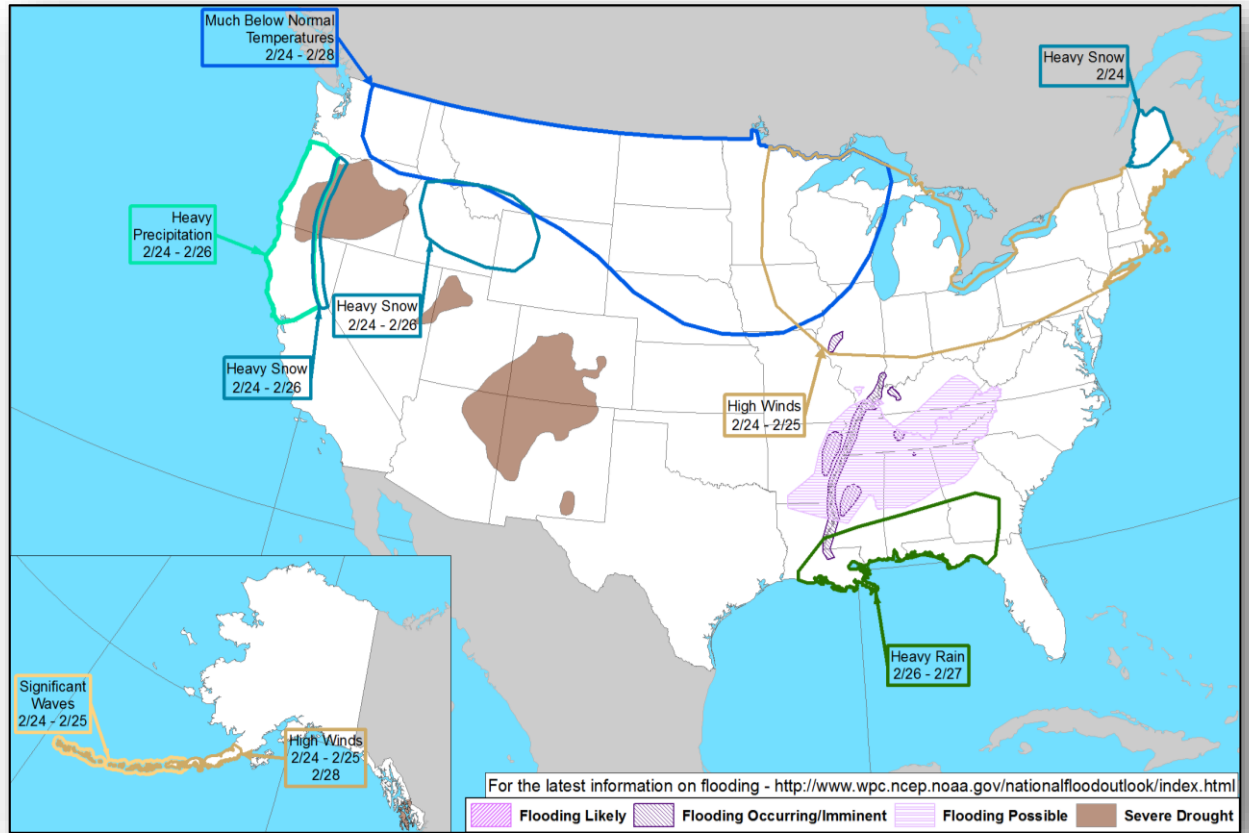 Much Below Normal
Temperatures
2/24 - 2/28
Heavy Snow
2/24
Heavy
Precipitation
2/24 - 2/26
Heavy Snow
2/24 - 2/26
Heavy Snow
2/24 - 2/26
High Winds
2/24 - 2/25
Heavy Rain
2/26 - 2/27
Significant
Waves
2/24 - 2/25
High Winds
2/24 - 2/25
2/28
For the latest information on flooding - http://www.wpc.ncep.noaa.gov/nationalfloodoutlook/index.html
Flooding Likely Flooding Occurring/Imminent Flooding Possible Severe Drought